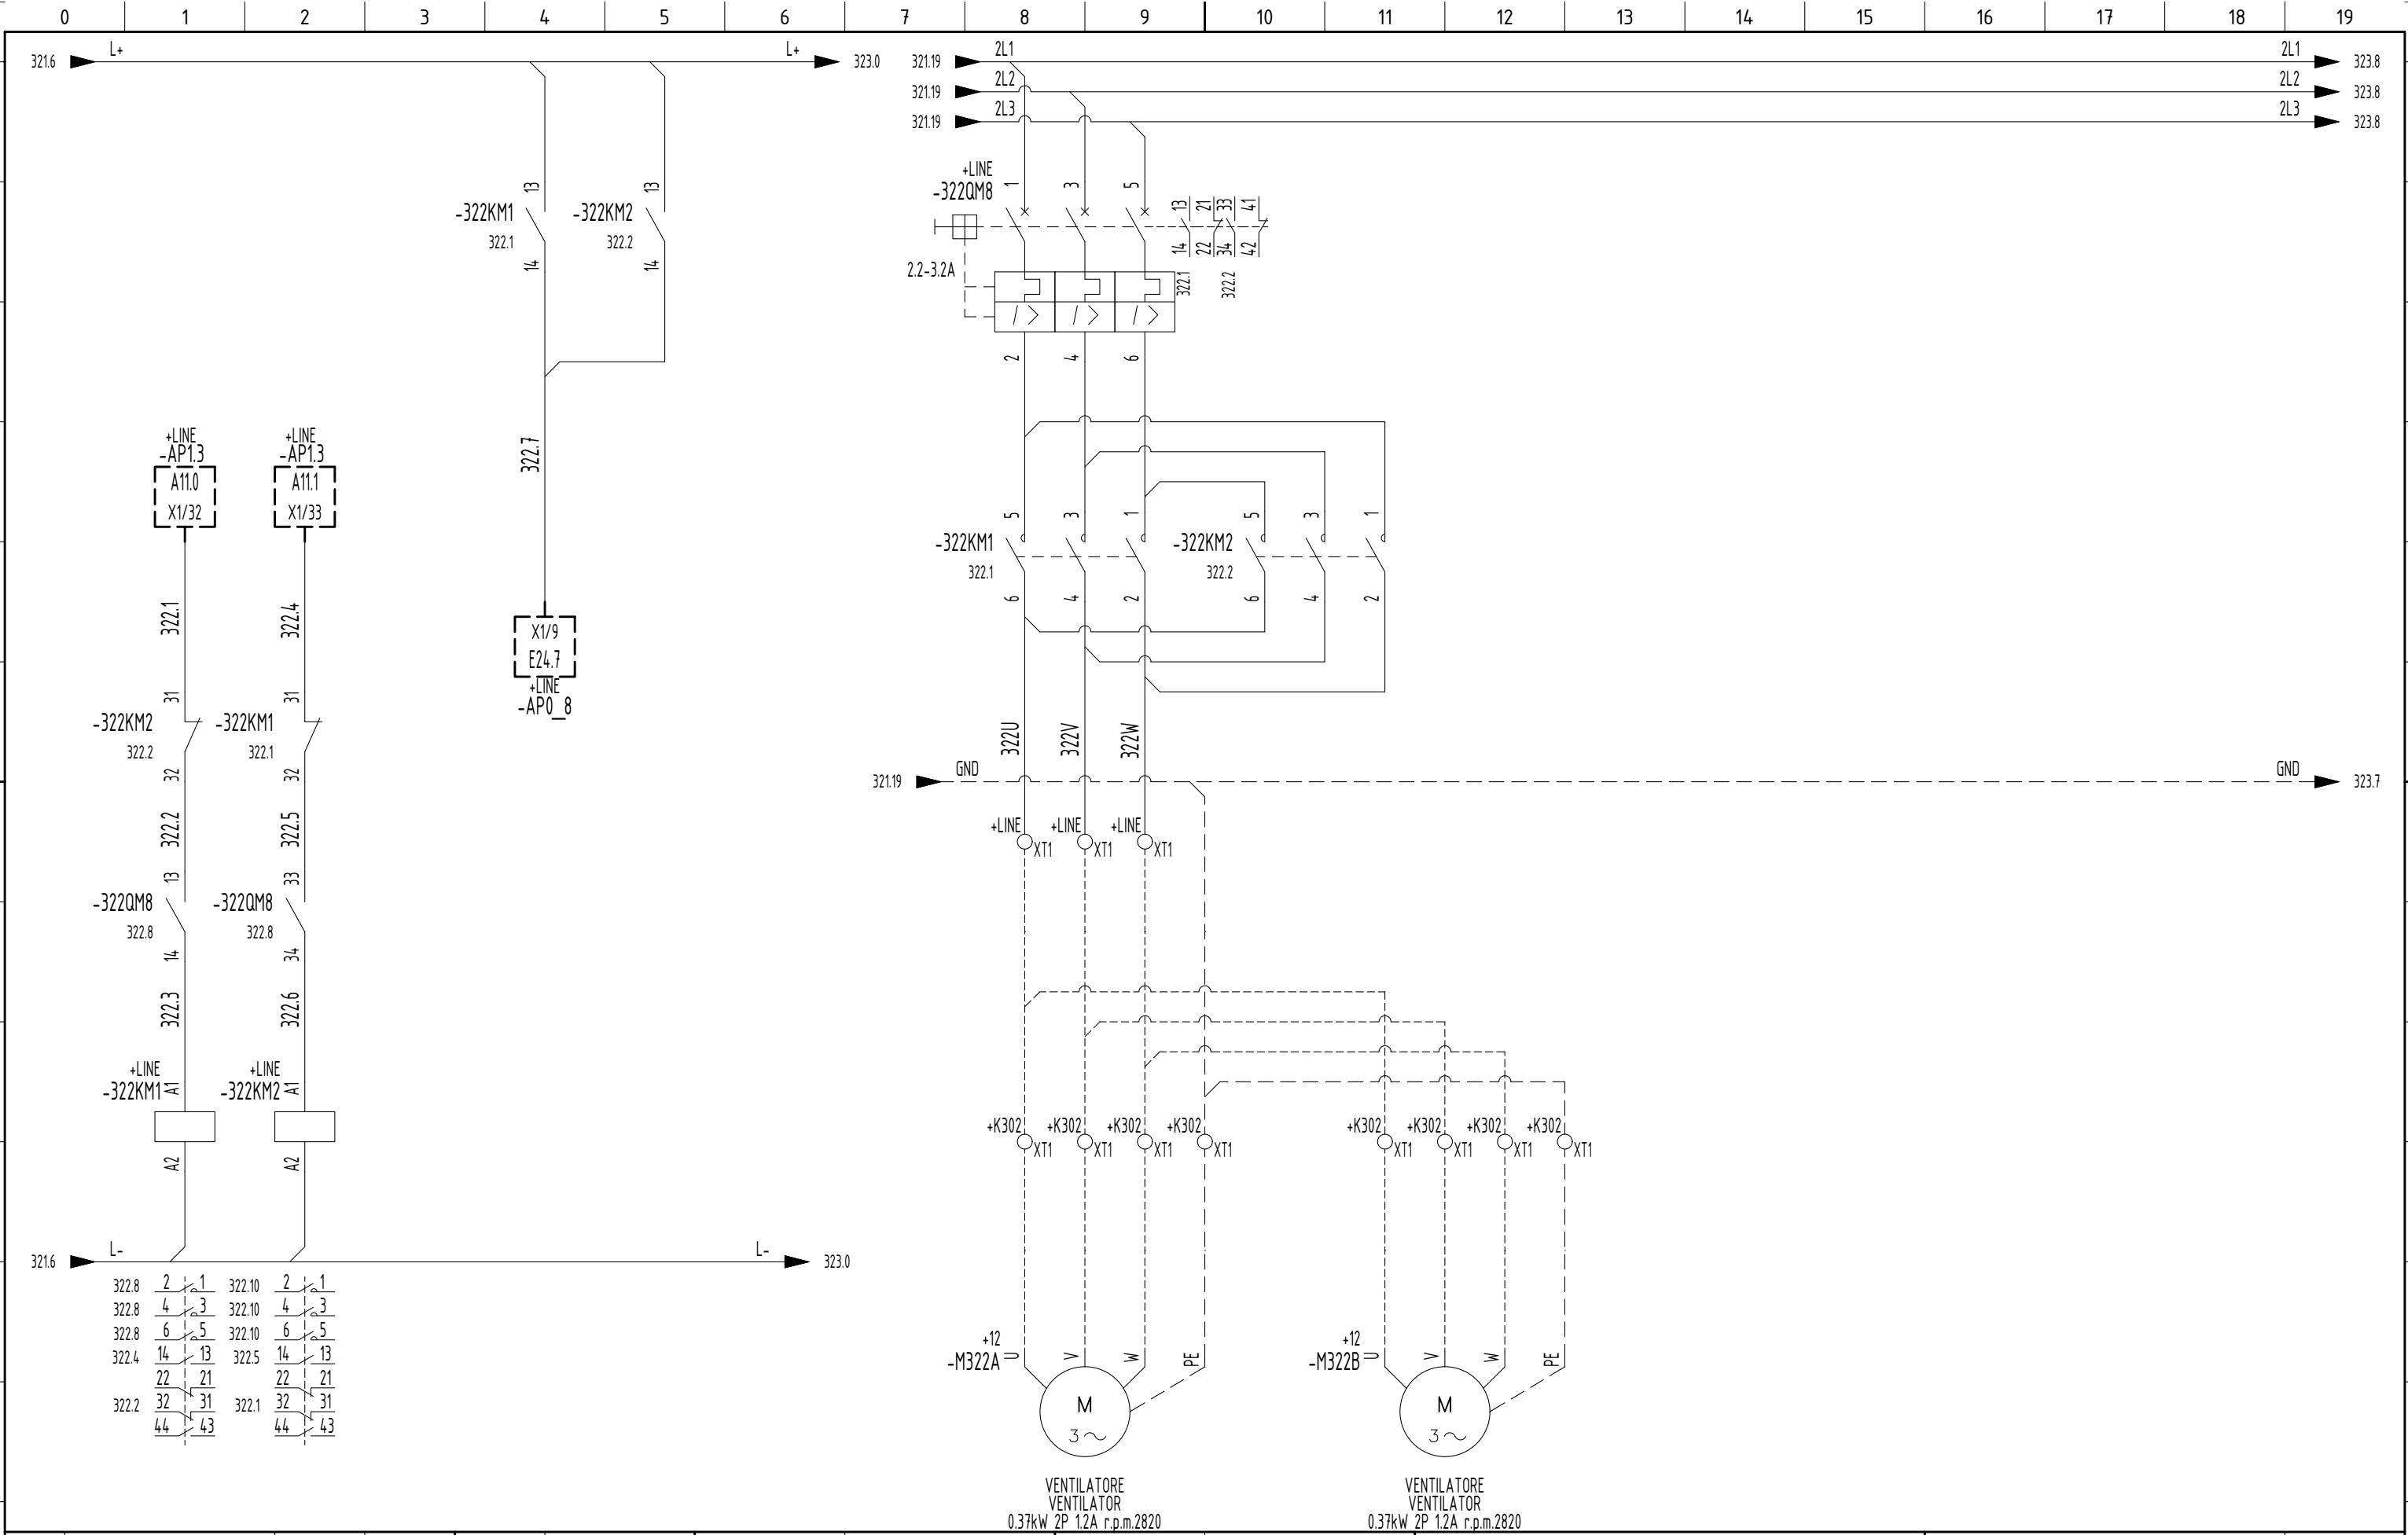 0 1 2 3 4 5 6 7 8 9 10 11 12 13 14 15 16 17 18 19
321.6 L+ L+ 323.0
321.19 2L1 2L1 323.8
321.19 2L2 2L2 323.8
321.19 2L3 2L3 323.8
13 13
-322KM1 -322KM2
322.1 322.2
14 14
+LINE
-322QM8 1 3 5
13 21 33 41
14 22 34 42
2.2-3.2A
322.1 322.2
2 4 6
322.7
+LINE +LINE
-AP1.3 -AP1.3
A11.0 A11.1
X1/32 X1/33
5 3 1 5 3 1
-322KM1 -322KM2
322.1 322.2
6 4 2 6 4 2
322.1 322.4
X1/9
E24.7
+LINE
-AP0_8
31 31
-322KM2 -322KM1
322.2 322.1
32 32
322U 322V 322W
321.19 GND GND 323.7
322.2 322.5
+LINE +LINE +LINE
XT1 XT1 XT1
13 33
-322QM8 -322QM8
322.8 322.8
14 34
322.3 322.6
+LINE +LINE
-322KM1 A1 -322KM2 A1
A2 A2
+K302 +K302 +K302 +K302 +K302 +K302 +K302 +K302
XT1 XT1 XT1 XT1 XT1 XT1 XT1 XT1
321.6 L- L- 323.0
322.8 2 1 322.10 2 1
322.8 4 3 322.10 4 3
322.8 6 5 322.10 6 5
322.4 14 13 322.5 14 13
22 21 22 21
322.2 32 31 322.1 32 31
44 43 44 43
+12 +12
-M322A U V W PE -M322B U V W PE
M M
3~ 3~
VENTILATORE VENTILATORE
VENTILATOR VENTILATOR
0.37kW 2P 1.2A r.p.m.2820 0.37kW 2P 1.2A r.p.m.2820